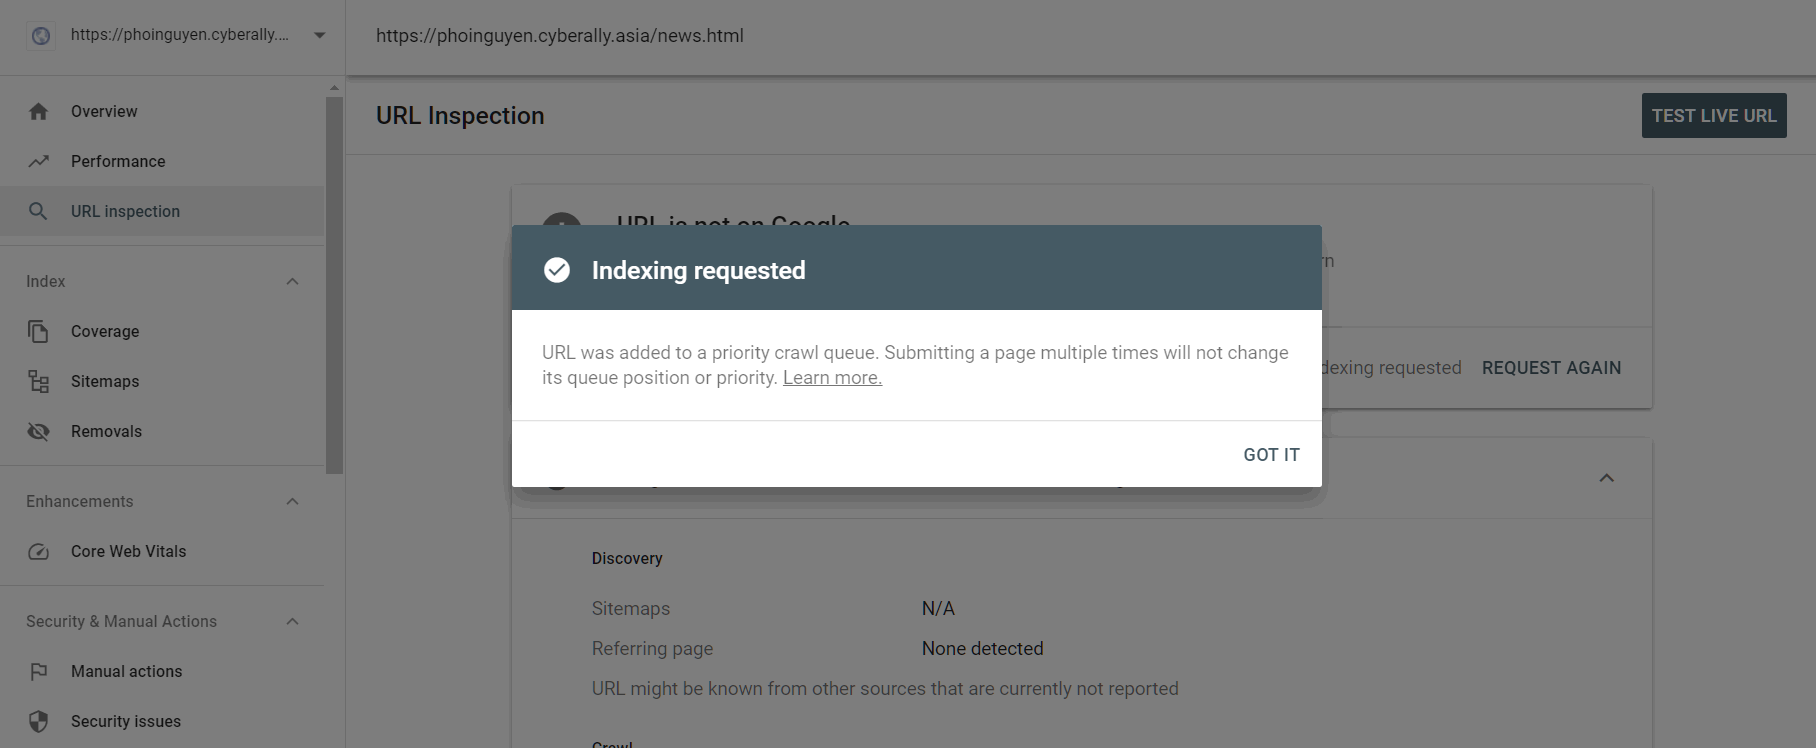 https://phoinguyen.cyberally....
https://phoinguyen.cyberally.asia/news.html
Overview
Performance
URL inspection
Index
Coverage
Sitemaps
Removals
Enhancements
Core Web Vitals
Security & Manual Actions
Manual actions
Security issues
URL Inspection
TEST LIVE URL
URL is not on Google
Indexing requested
URL was added to a priority crawl queue. Submitting a page multiple times will not change
its queue position or priority. Learn more.
GOT IT
requested REQUEST AGAIN
Discovery
Sitemaps N/A
Referring page None detected
URL might be known from other sources that are currently not reported
Crawl